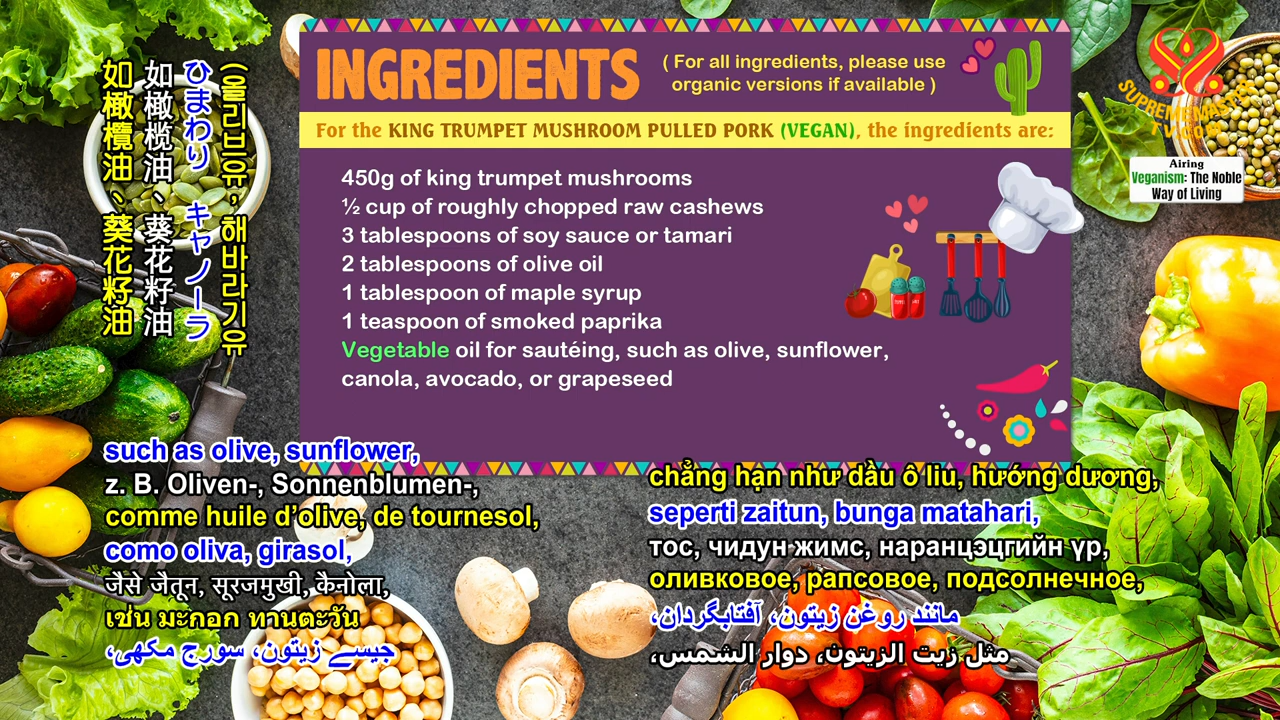 INGREDIENTS
( For all ingredients, please use
organic versions if available )
For the KING TRUMPET MUSHROOM PULLED PORK (VEGAN), the ingredients are:
450g of king trumpet mushrooms
½ cup of roughly chopped raw cashews
3 tablespoons of soy sauce or tamari
2 tablespoons of olive oil
1 tablespoon of maple syrup
1 teaspoon of smoked paprika
Vegetable oil for sautéing, such as olive, sunflower,
canola, avocado, or grapeseed
SUPREMEMASTER
TV.COM
Airing
Veganism: The Noble
Way of Living
(올리브유, 해바라기유
ひまわり キャノーラ
如橄榄油、葵花籽油
如橄欖油、葵花籽油
such as olive, sunflower,
z. B. Oliven-, Sonnenblumen-,
comme huile d’olive, de tournesol,
como oliva, girasol,
जैसे जैतून, सूरजमुखी, कैनोला,
เช่น มะกอก ทานตะวัน
جیسے زیتون، سورج مکھی،
chẳng hạn như dầu ô liu, hướng dương,
seperti zaitun, bunga matahari,
тос, чидун жимс, наранцэцгийн үр,
оливковое, рапсовое, подсолнечное,
مانند روغن زیتون، آفتابگردان،
مثل زيت الزيتون، دوار الشمس،